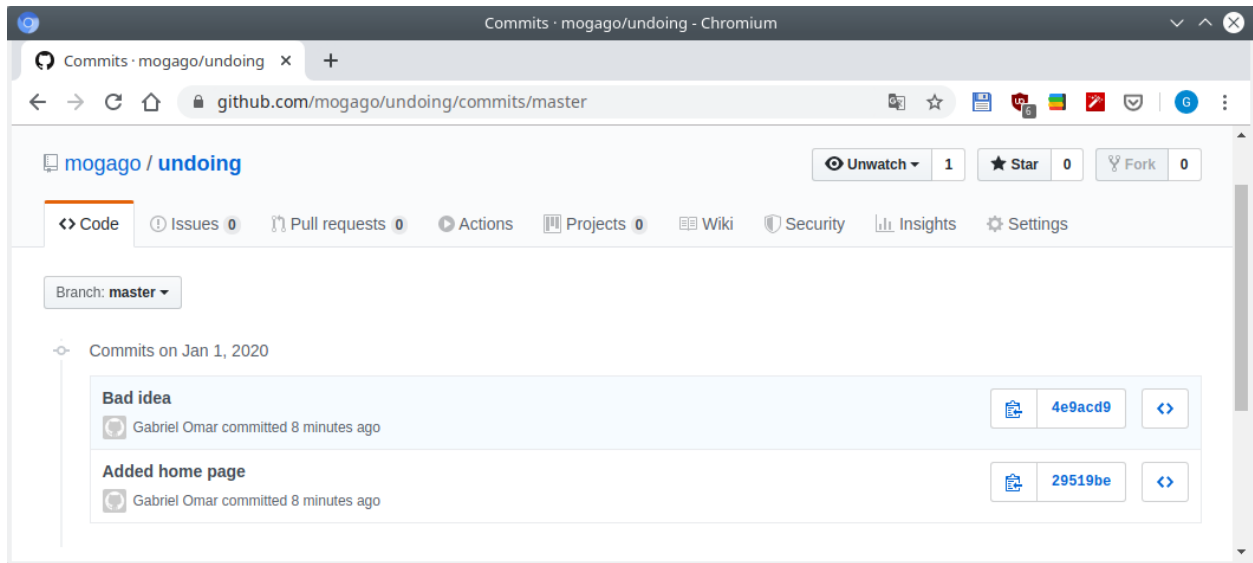 Commits · mogago/undoing - Chromium
Commits · mogago/undoing
github.com/mogago/undoing/commits/master 6 G
mogago / undoing Unwatch 1 Star 0 Fork 0
Code Issues 0 Pull requests 0 Actions Projects 0 Wiki Security Insights Settings
Branch: master
Commits on Jan 1, 2020
Bad idea
Gabriel Omar committed 8 minutes ago 4e9acd9
Added home page
Gabriel Omar committed 8 minutes ago 29519be